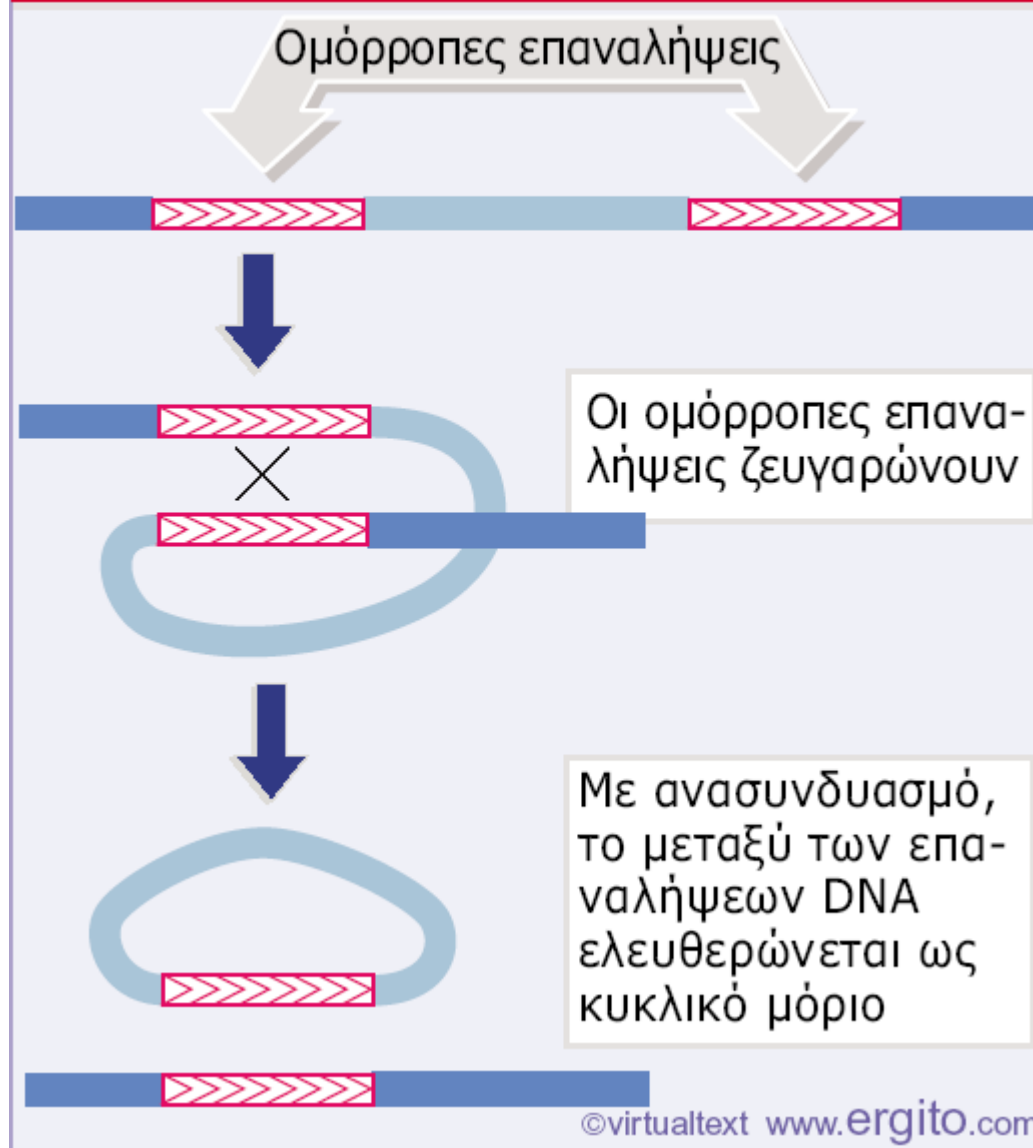 Ομόρροπες επαναλήψεις
Οι ομόρροπες επανα-
λήψεις ζευγαρώνουν
Με ανασυνδυασμό,
το μεταξύ των επα-
ναλήψεων DNA
ελευθερώνεται ως
κυκλικό μόριο
©virtualtext www.ergito.com